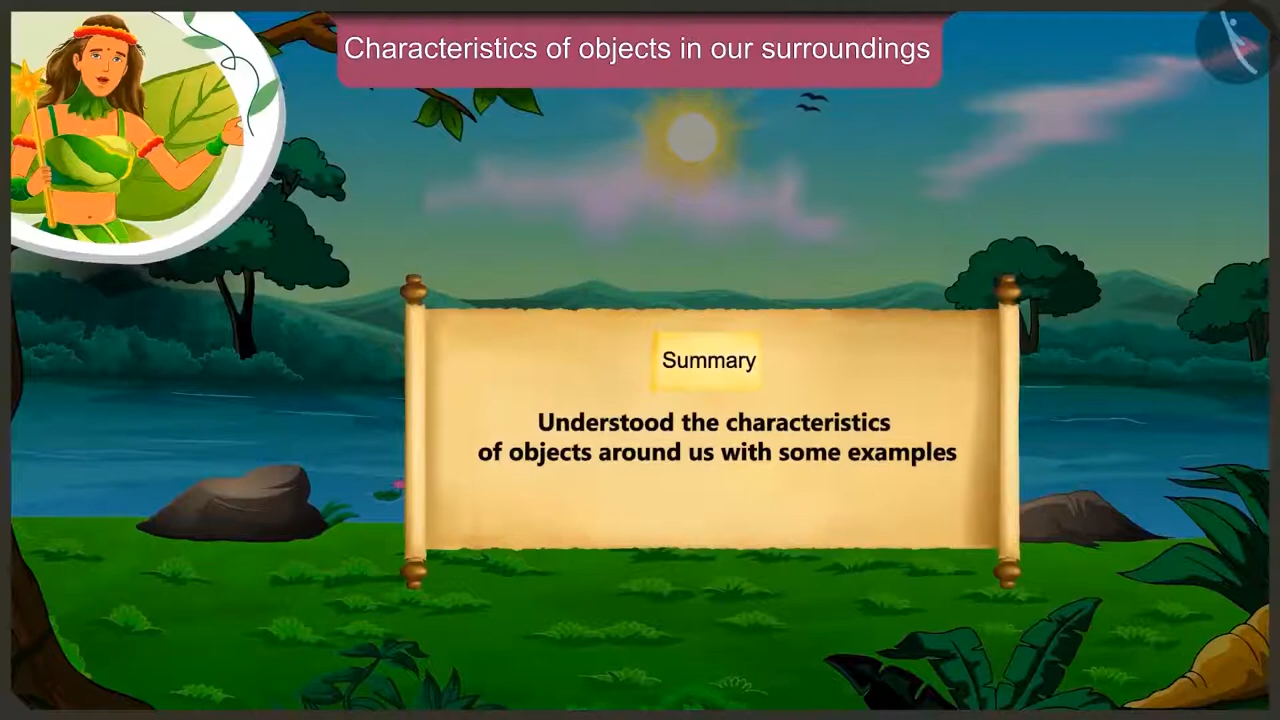 Characteristics of objects in our surroundings
Summary
Understood the characteristics
of objects around us with some examples